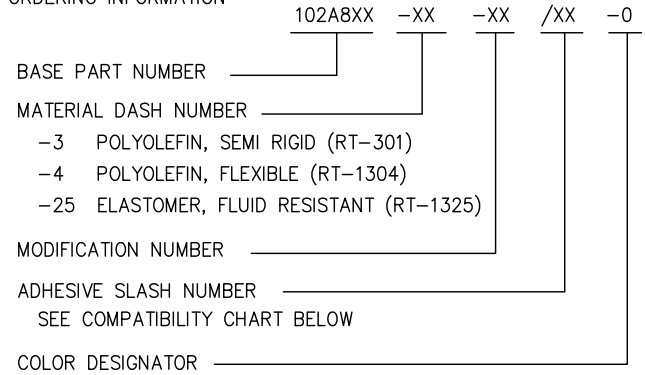 ORDERING INFORMATION
102A8XX -XX -XX /XX -0
BASE PART NUMBER
MATERIAL DASH NUMBER
-3 POLYOLEFIN, SEMI RIGID (RT-301)
-4 POLYOLEFIN, FLEXIBLE (RT-1304)
-25 ELASTOMER, FLUID RESISTANT (RT-1325)
MODIFICATION NUMBER
ADHESIVE SLASH NUMBER
SEE COMPATIBILITY CHART BELOW
COLOR DESIGNATOR